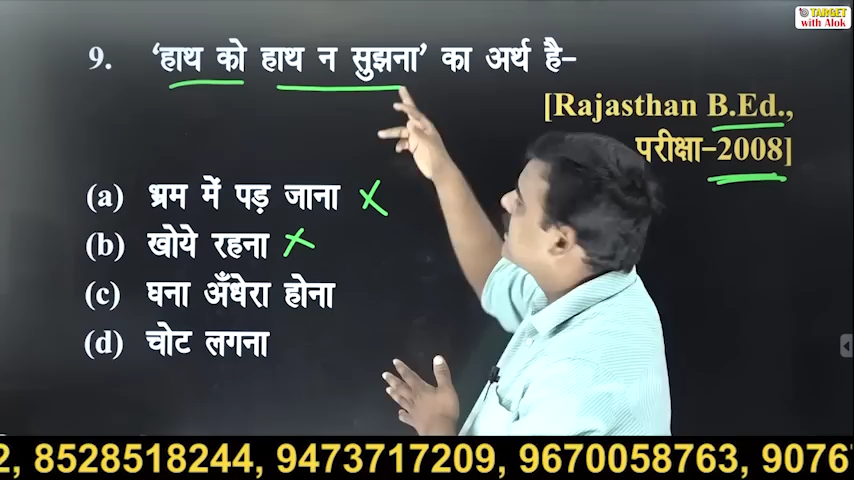 TARGET
with Alok
9. ‘हाथ को हाथ न सुझना’ का अर्थ है–
[Rajasthan B.Ed.,
परीक्षा–2008]
(a) भ्रम में पड़ जाना
(b) खोये रहना
(c) घना अँधेरा होना
(d) चोट लगना
2, 8528518244, 9473717209, 9670058763, 9076